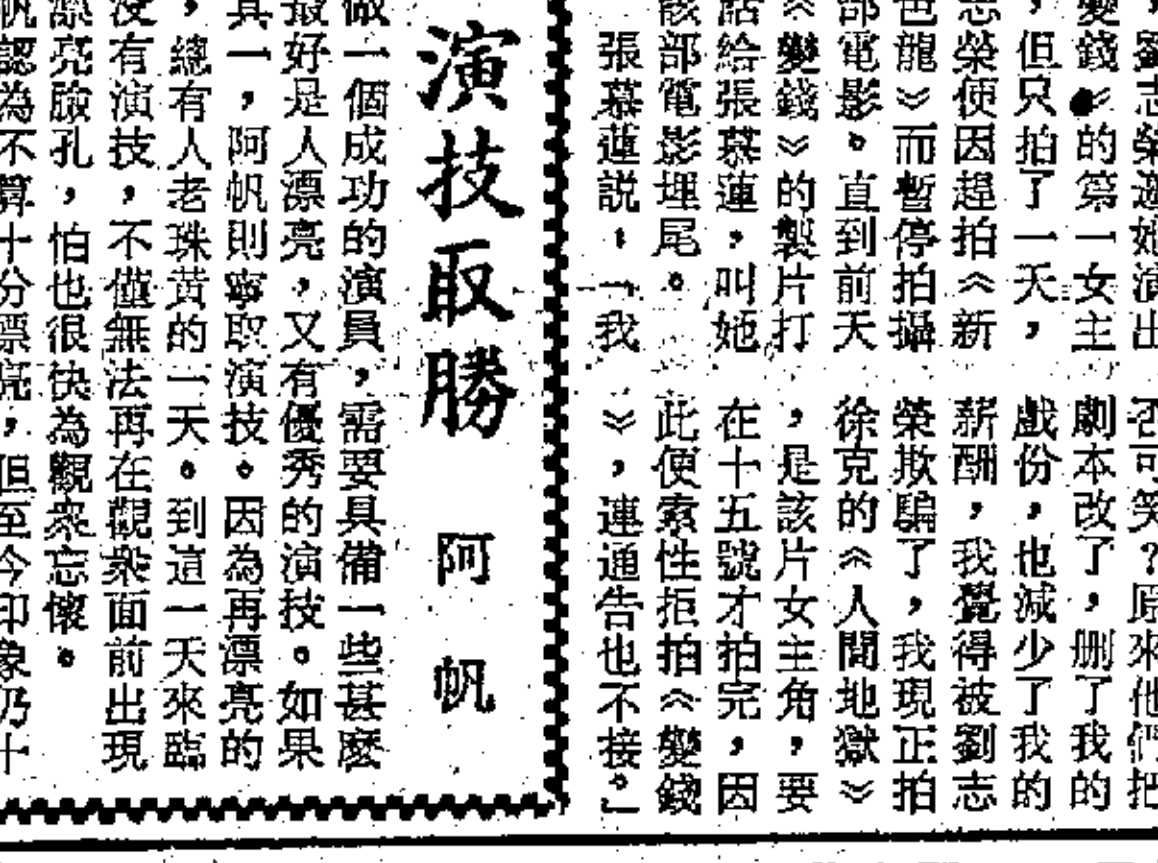 ，劉志榮邀她演出
變錢》的第一女主
，但只拍了一天，
志榮便因趕拍《新
色龍》而暫停拍攝
部電影。直到前天
《變錢》的製片打
話給張慕蓮，叫她
該部電影埋尾。
張慕蓮説：「我
否可笑？原來他們把
劇本改了，删了我的
戲份，也減少了我的
薪酬，我覺得被劉志
榮欺騙了，我現正拍
徐克的《人間地獄》
，是該片女主角，要
在十五號才拍完，因
此便索性拒拍《變錢
》，連通告也不接。」
演技取勝
阿帆
做一個成功的演員，需要具備一些甚麽
最好是人漂亮，又有優秀的演技。如果
其一，阿帆則寧取演技。因為再漂亮的
，總有人老珠黃的一天。到這一天來臨
沒有演技，不僅無法再在觀衆面前出現
漂亮臉孔，怕也很快為觀衆忘懷。
帆認為不算十分漂亮，但至今印象仍十